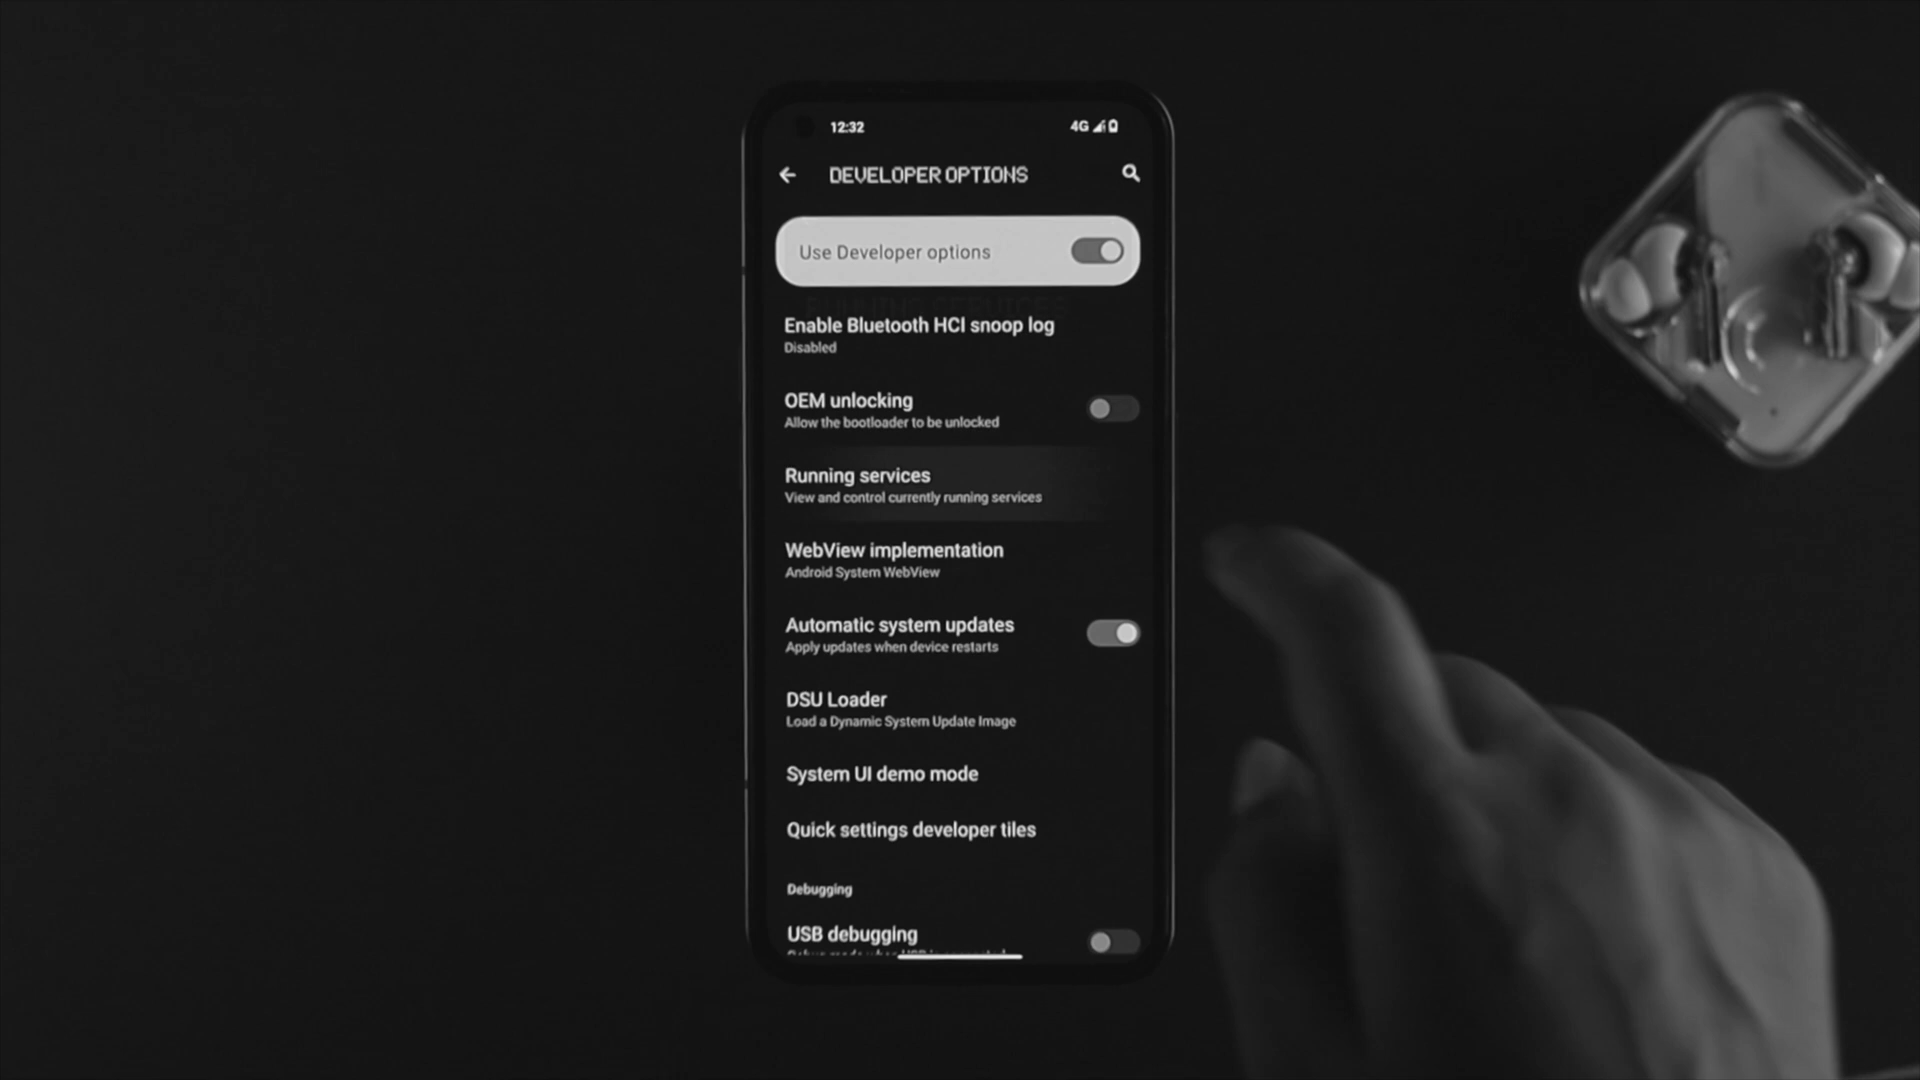 12:32
4G
DEVELOPER OPTIONS
Use Developer options
RUNNING SERVICES
Enable Bluetooth HCI snoop log
Disabled
OEM unlocking
Allow the bootloader to be unlocked
Running services
View and control currently running services
WebView implementation
Android System WebView
Automatic system updates
Apply updates when device restarts
DSU Loader
Load a Dynamic System Update Image
System UI demo mode
Quick settings developer tiles
Debugging
USB debugging